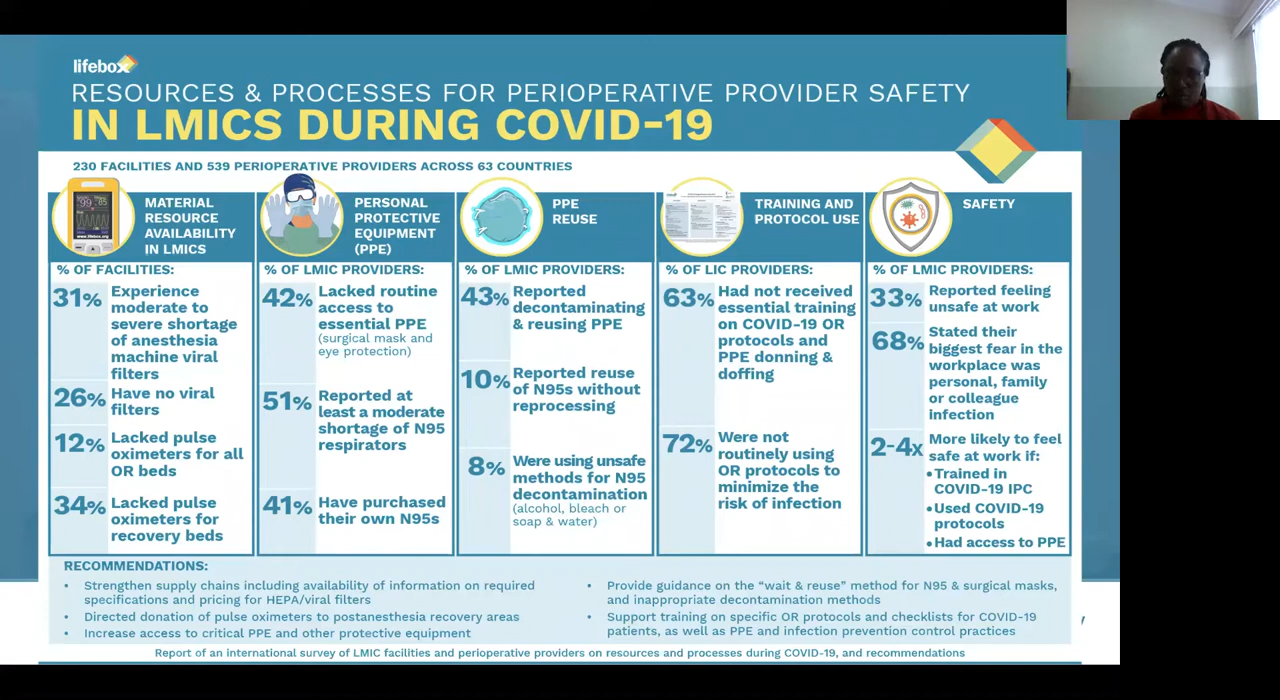 lifebox
RESOURCES & PROCESSES FOR PERIOPERATIVE PROVIDER SAFETY
IN LMICS DURING COVID-19
230 FACILITIES AND 539 PERIOPERATIVE PROVIDERS ACROSS 63 COUNTRIES
MATERIAL
RESOURCE
AVAILABILITY
IN LMICS
% OF FACILITIES:
31% Experience
moderate to
severe shortage
of anesthesia
machine viral
filters
26% Have no viral
filters
12% Lacked pulse
oximeters for all
OR beds
34% Lacked pulse
oximeters for
recovery beds
PERSONAL
PROTECTIVE
EQUIPMENT
(PPE)
% OF LMIC PROVIDERS:
42% Lacked routine
access to
essential PPE
(surgical mask and
eye protection)
51% Reported at
least a moderate
shortage of N95
respirators
41% Have purchased
their own N95s
PPE
REUSE
% OF LMIC PROVIDERS:
43% Reported
decontaminating
& reusing PPE
10% Reported reuse
of N95s without
reprocessing
8% Were using unsafe
methods for N95
decontamination
(alcohol, bleach or
soap & water)
TRAINING AND
PROTOCOL USE
% OF LIC PROVIDERS:
63% Had not received
essential training
on COVID-19 OR
protocols and
PPE donning &
doffing
72% Were not
routinely using
OR protocols to
minimize the
risk of infection
SAFETY
% OF LMIC PROVIDERS:
33% Reported feeling
unsafe at work
68% Stated their
biggest fear in the
workplace was
personal, family
or colleague
infection
2-4x More likely to feel
safe at work if:
•Trained in
COVID-19 IPC
•Used COVID-19
protocols
•Had access to PPE
RECOMMENDATIONS:
• Strengthen supply chains including availability of information on required
specifications and pricing for HEPA/viral filters
• Directed donation of pulse oximeters to postanesthesia recovery areas
• Increase access to critical PPE and other protective equipment
• Provide guidance on the “wait & reuse” method for N95 & surgical masks,
and inappropriate decontamination methods
• Support training on specific OR protocols and checklists for COVID-19
patients, as well as PPE and infection prevention control practices
Report of an international survey of LMIC facilities and perioperative providers on resources and processes during COVID-19, and recommendations